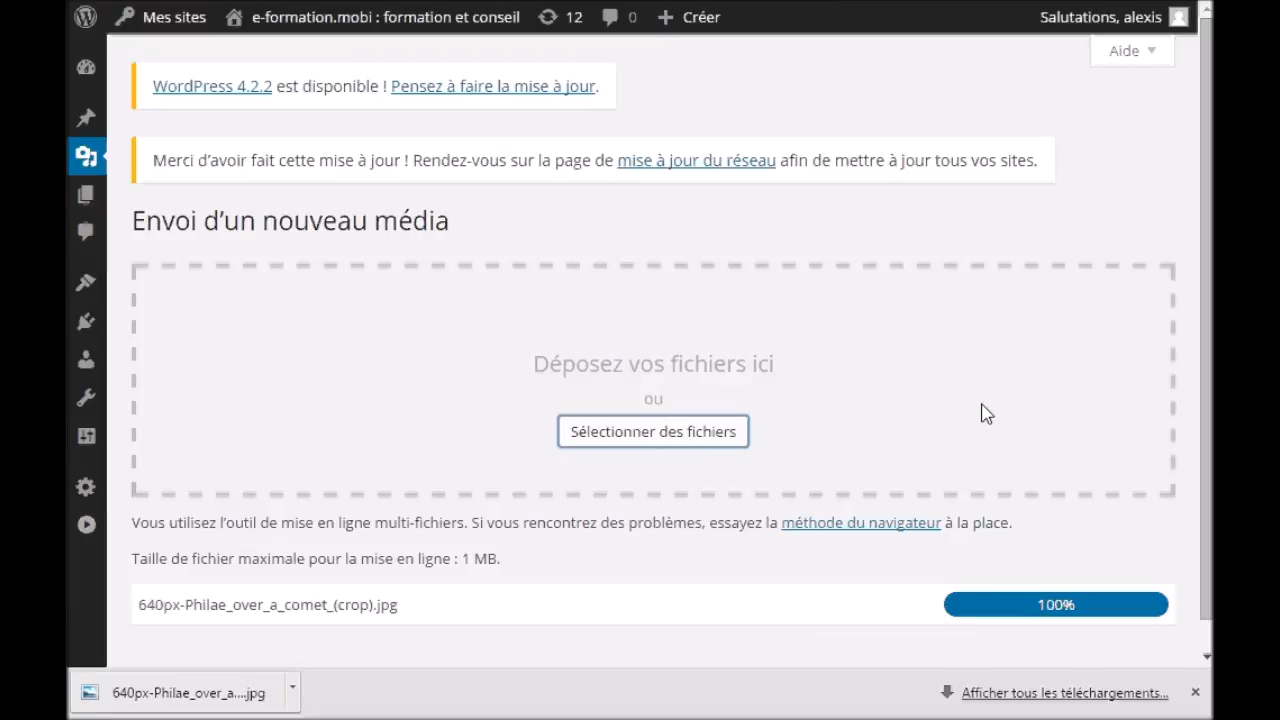 Mes sites e-formation.mobi : formation et conseil 12 0 Créer Salutations, alexis
Aide
WordPress 4.2.2 est disponible ! Pensez à faire la mise à jour.
Merci d’avoir fait cette mise à jour ! Rendez-vous sur la page de mise à jour du réseau afin de mettre à jour tous vos sites.
Envoi d’un nouveau média
Déposez vos fichiers ici
ou
Sélectionner des fichiers
Vous utilisez l’outil de mise en ligne multi-fichiers. Si vous rencontrez des problèmes, essayez la méthode du navigateur à la place.
Taille de fichier maximale pour la mise en ligne : 1 MB.
640px-Philae_over_a_comet_(crop).jpg 100%
640px-Philae_over_a....jpg Afficher tous les téléchargements...